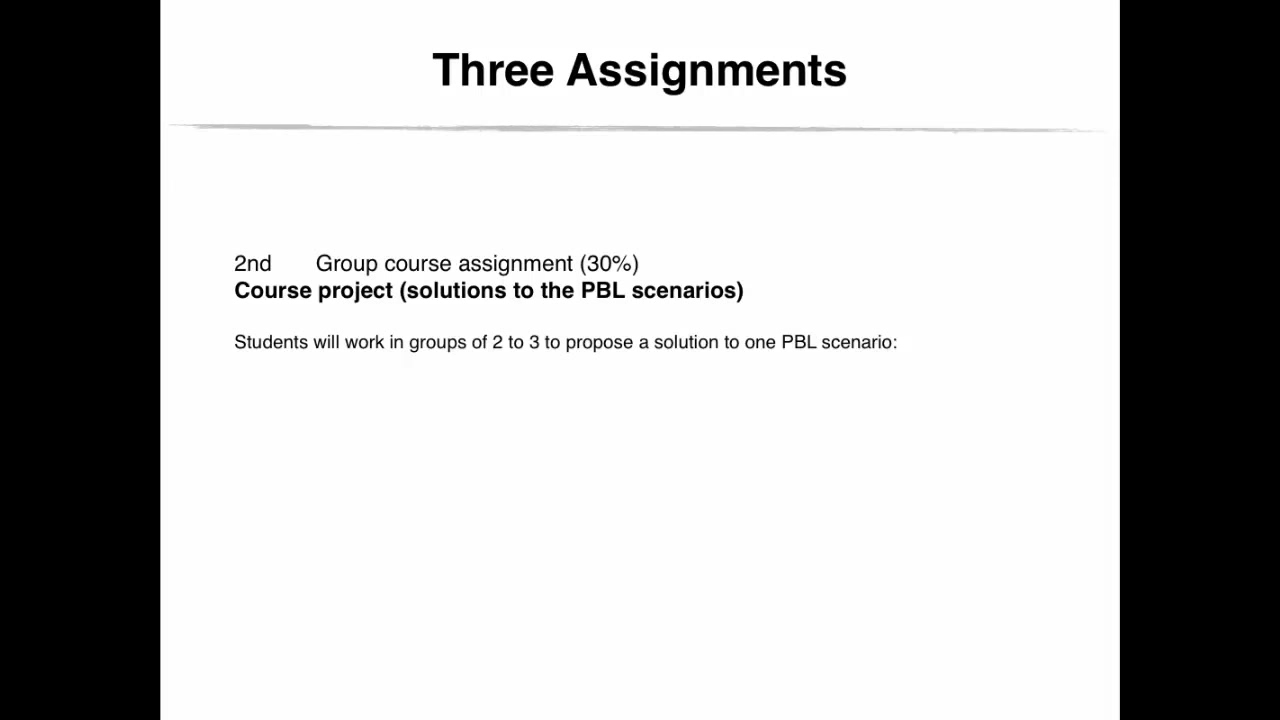 Three Assignments
2nd Group course assignment (30%)
Course project (solutions to the PBL scenarios)
Students will work in groups of 2 to 3 to propose a solution to one PBL scenario: